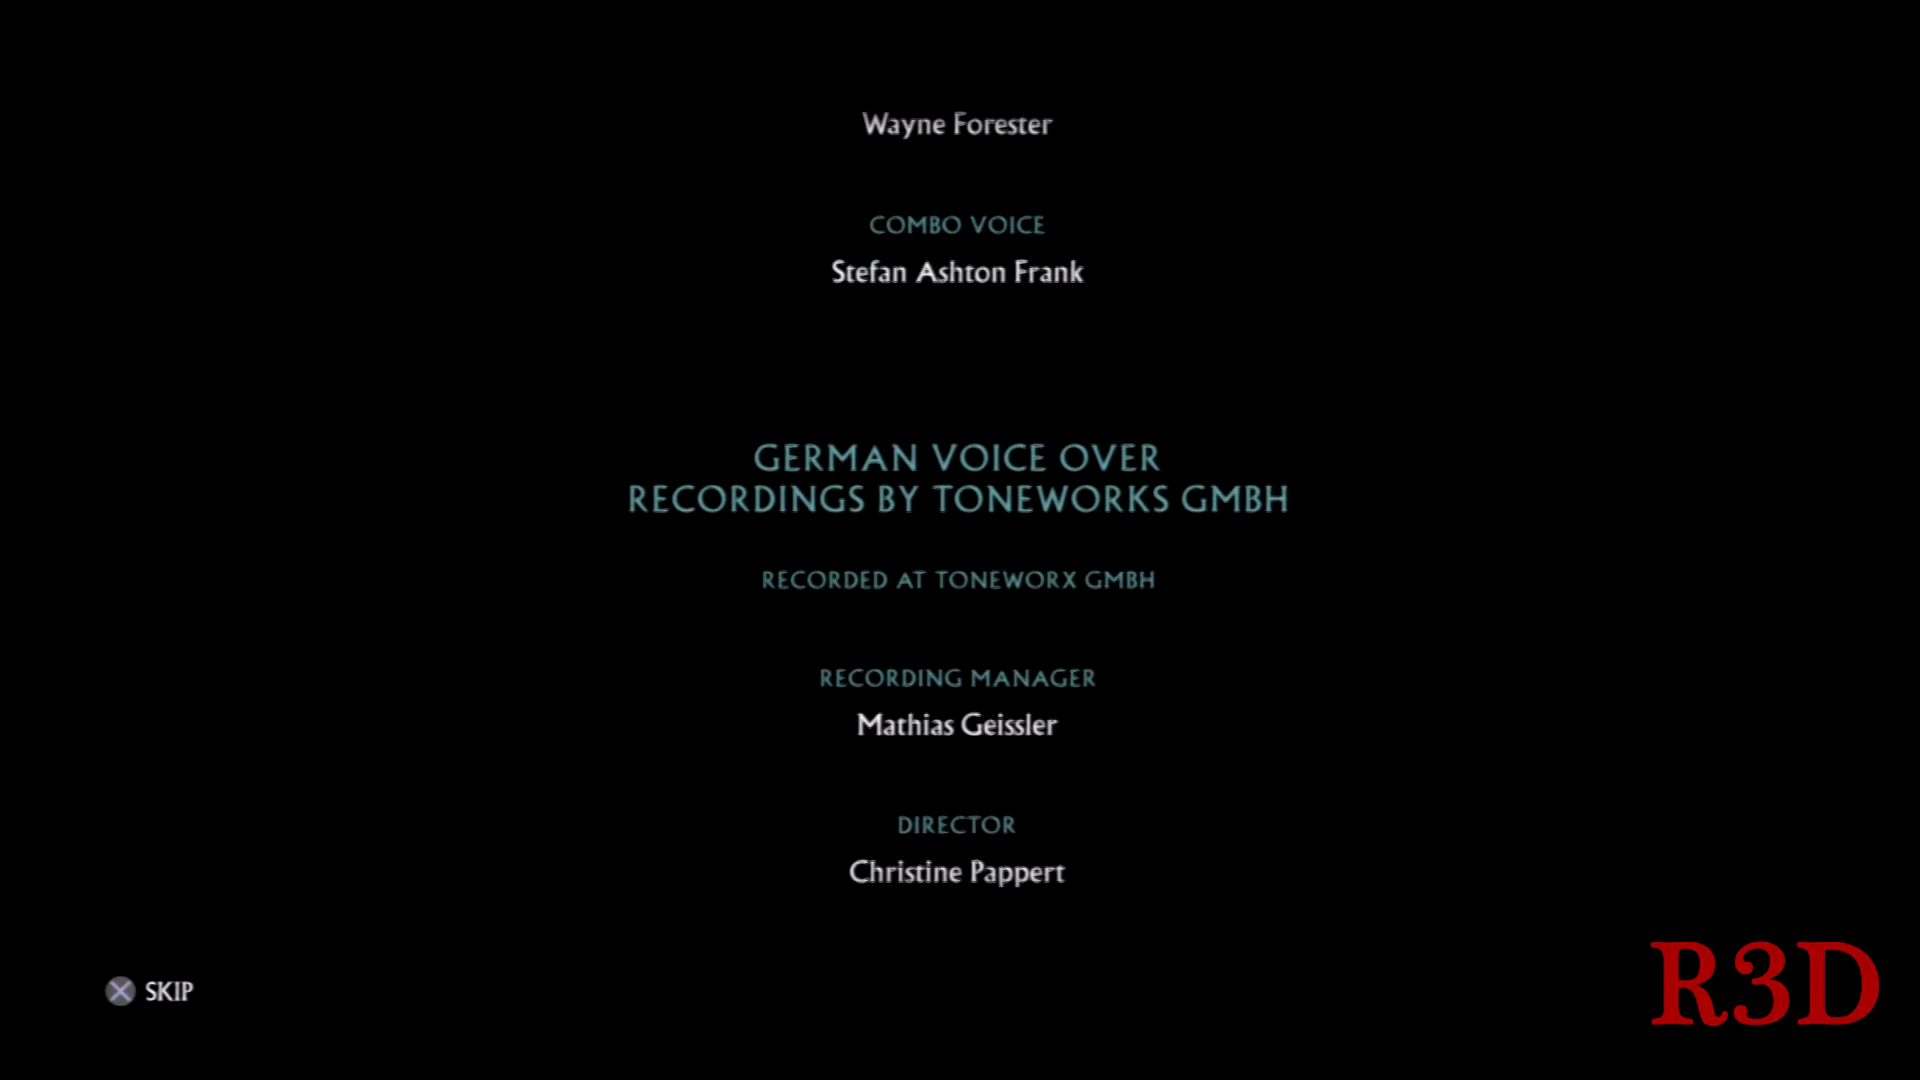 Wayne Forester
COMBO VOICE
Stefan Ashton Frank
GERMAN VOICE OVER
RECORDINGS BY TONEWORKS GMBH
RECORDED AT TONEWORX GMBH
RECORDING MANAGER
Mathias Geissler
DIRECTOR
Christine Pappert
SKIP
R3D